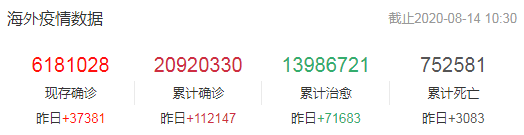 海外疫情数据 截止2020-08-14 10:30
6181028 20920330 13986721 752581
现存确诊 累计确诊 累计治愈 累计死亡
昨日+37381 昨日+112147 昨日+71683 昨日+3083